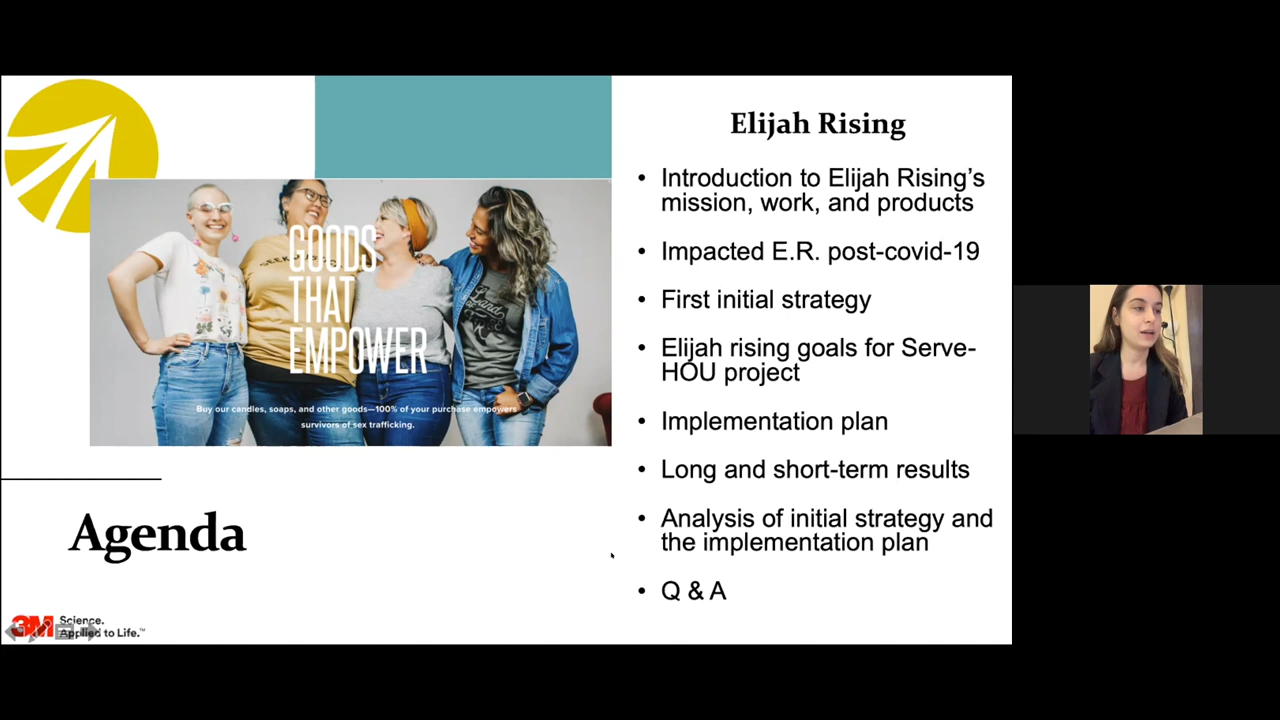 GOODS
THAT
EMPOWER
Buy our candles, soaps, and other goods—100% of your purchase empowers
survivors of sex trafficking.
Agenda
3M Science.
Applied to Life.™
Elijah Rising
• Introduction to Elijah Rising’s
mission, work, and products
• Impacted E.R. post-covid-19
• First initial strategy
• Elijah rising goals for Serve-
HOU project
• Implementation plan
• Long and short-term results
• Analysis of initial strategy and
the implementation plan
• Q & A